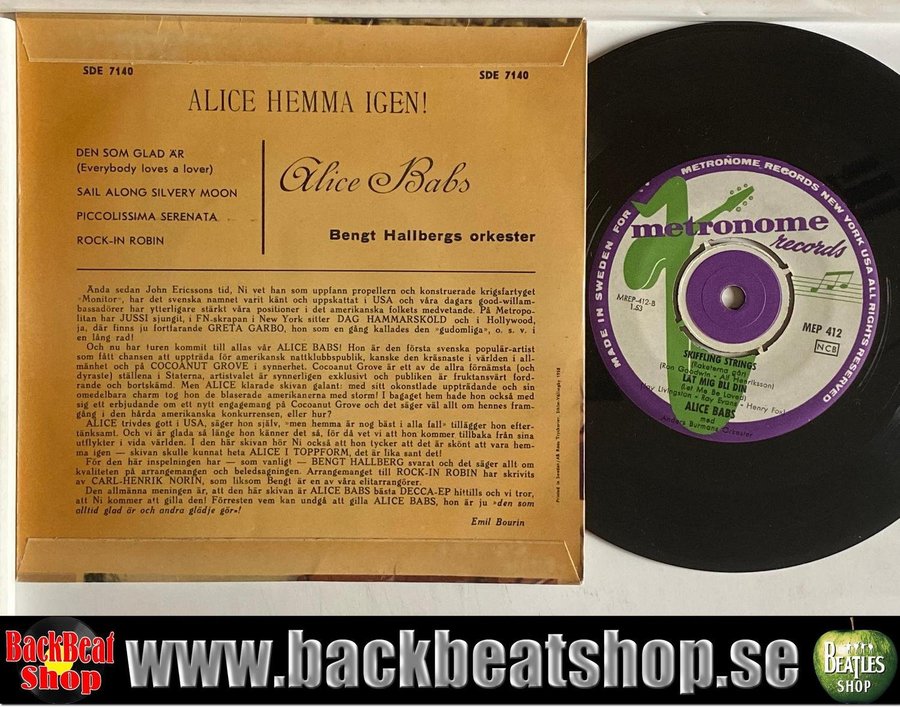 SDE 7140
SDE 7140
ALICE HEMMA IGEN!
DEN SOM GLAD ÄR
(Everybody loves a lover)
SAIL ALONG SILVERY MOON
PICCOLISSIMA SERENATA
ROCK-IN ROBIN
Alice Babs
Bengt Hallbergs orkester
Ända sedan John Ericssons tid, Ni vet han som uppfann propellern och konstruerade krigsfartyget
»Monitor», har det svenska namnet varit känt och uppskattat i USA och våra dagars good-willam-
bassadörer har ytterligare stärkt våra positioner i det amerikanska folkets medvetande. På Metropo-
litan har JUSSI sjungit, i FN-skrapan i New York sitter DAG HAMMARSKÖLD och i Hollywood,
ja, där finns ju fortfarande GRETA GARBO, hon som en gång kallades den »gudomliga», o. s. v. i
en lång rad!
Och nu har turen kommit till allas vår ALICE BABS! Hon är den första svenska populär-artist
som fått chansen att uppträda för amerikansk nattklubbspublik, kanske den kräsnaste i världen i all-
mänhet och på COCOANUT GROVE i synnerhet. Cocoanut Grove är ett av de allra förnämsta (och
dyraste) ställena i Staterna, artistvalet är synnerligen exklusivt och publiken är fruktansvärt ford-
rande och bortskämd. Men ALICE klarade skivan galant: med sitt okonstlade uppträdande och sin
omedelbara charm tog hon de blaserade amerikanerna med storm! I bagaget hem hade hon också med
sig ett erbjudande om ett nytt engagemang på Cocoanut Grove och det säger väl allt om hennes fram-
gång i den hårda amerikanska konkurrensen, eller hur?
ALICE trivdes gott i USA, säger hon själv, »men hemma är nog bäst i alla fall» tillägger hon efter-
tänksamt. Och vi är glada så länge hon känner det så, för då vet vi att hon kommer tillbaka från sina
utflykter i vida världen. I den här skivan hör Ni också att hon tycker att det är skönt att vara hem-
ma igen — skivan skulle kunnat heta ALICE I TOPPFORM, det är lika sant det!
För den här inspelningen har — som vanligt — BENGT HALLBERG svarat och det säger allt om
kvaliteten på arrangemangen och beledsagningen. Arrangemanget till ROCK-IN ROBIN har skrivits
av CARL-HENRIK NORIN, som liksom Bengt är en av våra elitarrangörer.
Den allmänna meningen är, att den här skivan är ALICE BABS bästa DECCA-EP hittills och vi tror,
att Ni kommer att gilla den! Förresten vem kan undgå att gilla ALICE BABS, hon är ju »den som
alltid glad är och andra glädje gör»!
Emil Bourin
METRONOME RECORDS NEW YORK USA ALL RIGHTS RESERVED
MADE IN SWEDEN FOR
metronome
records
MREP-412-B
1-53
MEP 412
NCB
SKIFFLING STRINGS
(Raketerna går)
(Ron Goodwin - Alf Henriksson)
LÅT MIG BLI DIN
(Let Me Be Loved)
(Jay Livingston - Ray Evans - Henry Fox)
ALICE BABS
med
Anders Burmans Orkester
BackBeat
Shop
www.backbeatshop.se
BEATLES
SHOP